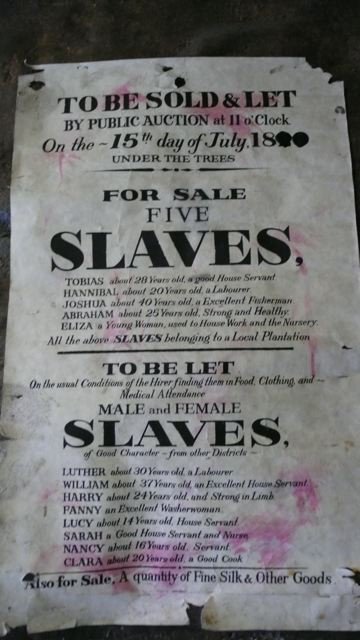 TO BE SOLD & LET
BY PUBLIC AUCTION at 11 o'Clock
On the ~ 15th day of July, 18
UNDER THE TREES
FOR SALE
FIVE
SLAVES,
TOBIAS about 28 Years old, a good House Servant.
HANNIBAL about 20 Years old, a Labourer.
JOSHUA about 40 Years old, a Excellent Fisherman.
ABRAHAM about 25 Years old, Strong and Healthy.
ELIZA a Young Woman, used to House Work and the Nursery.
All the above SLAVES belonging to a Local Plantation
TO BE LET
On the usual Conditions of the Hirer finding them in Food, Clothing, and ~
Medical Attendance
MALE and FEMALE
SLAVES,
of Good Character ~ from other Districts ~
LUTHER about 30 Years old, a Labourer
WILLIAM about 37 Years old, an Excellent House Servant.
HARRY about 24 Years old, and Strong in Limb
FANNY an Excellent Washerwoman.
LUCY about 14 Years old, House Servant
SARAH a Good House Servant and Nurse
NANCY about 16 Years old, Servant.
CLARA about 20 Years old, a Good Cook
Also for Sale, A quantity of Fine Silk & Other Goods